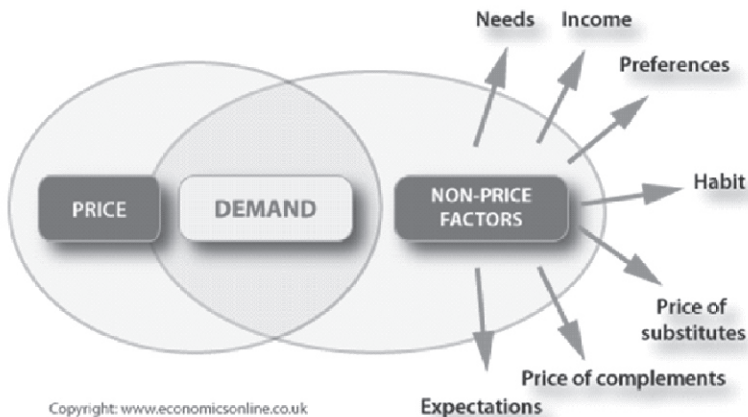 Needs
Income
Preferences
PRICE
DEMAND
NON-PRICE
FACTORS
Habit
Price of
substitutes
Price of complements
Expectations
Copyright: www.economicsonline.co.uk